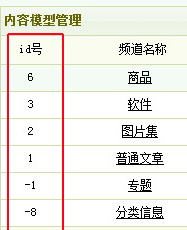 内容模型管理
id号 频道名称
6 商品
3 软件
2 图片集
1 普通文章
-1 专题
-8 分类信息